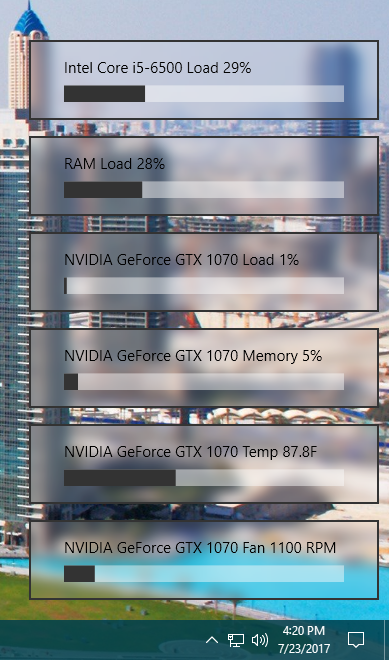 Intel Core i5-6500 Load 29%
RAM Load 28%
NVIDIA GeForce GTX 1070 Load 1%
NVIDIA GeForce GTX 1070 Memory 5%
NVIDIA GeForce GTX 1070 Temp 87.8F
NVIDIA GeForce GTX 1070 Fan 1100 RPM
4:20 PM
7/23/2017